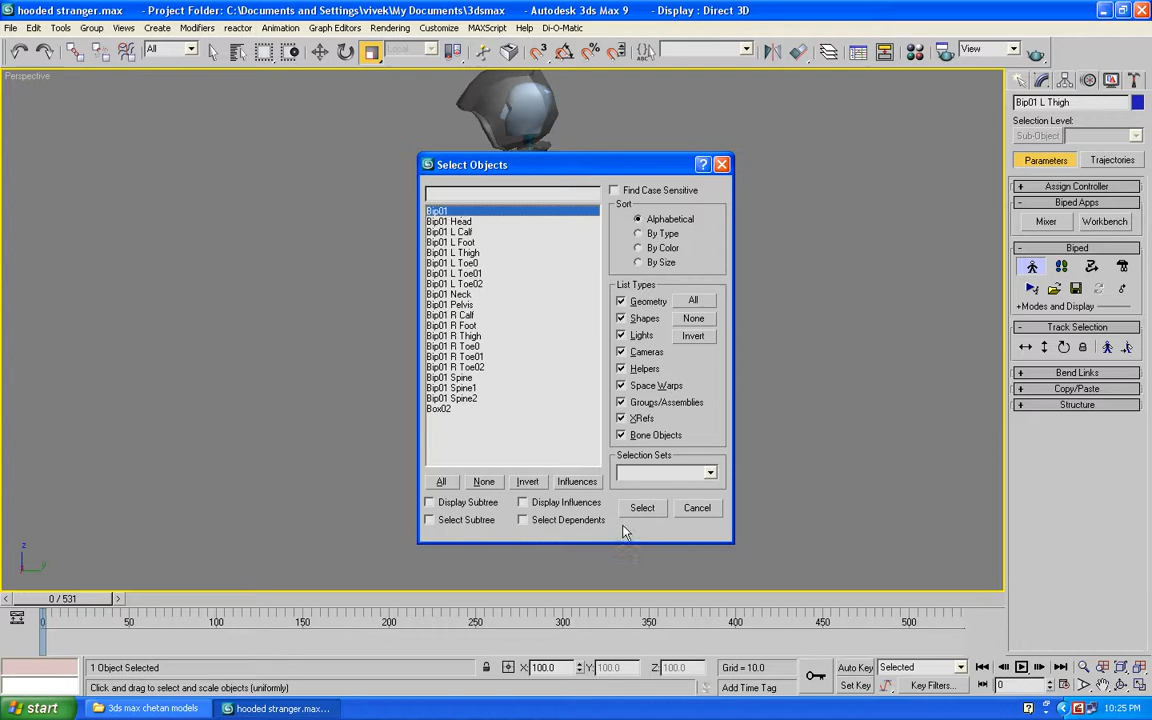 hooded stranger.max - Project Folder: C:\Documents and Settings\vivek\My Documents\3dsmax - Autodesk 3ds Max 9 - Display : Direct 3D
File Edit Tools Group Views Create Modifiers reactor Animation Graph Editors Rendering Customize MAXScript Help Di-O-Matic
All Local View
Perspective
Bip01 L Thigh
Selection Level:
Sub-Object
Parameters Trajectories
Assign Controller
Biped Apps
Mixer Workbench
Biped
+Modes and Display
Track Selection
Bend Links
Copy/Paste
Structure
Select Objects
Find Case Sensitive
Sort
Alphabetical
By Type
By Color
By Size
Bip01
Bip01 Head
Bip01 L Calf
Bip01 L Foot
Bip01 L Thigh
Bip01 L Toe0
Bip01 L Toe01
Bip01 L Toe02
Bip01 Neck
Bip01 Pelvis
Bip01 R Calf
Bip01 R Foot
Bip01 R Thigh
Bip01 R Toe0
Bip01 R Toe01
Bip01 R Toe02
Bip01 Spine
Bip01 Spine1
Bip01 Spine2
Box02
List Types
Geometry All
Shapes None
Lights Invert
Cameras
Helpers
Space Warps
Groups/Assemblies
XRefs
Bone Objects
Selection Sets
All None Invert Influences
Display Subtree Display Influences Select Cancel
Select Subtree Select Dependents
z
y
0 / 531
0 50 100 150 200 250 300 350 400 450 500
1 Object Selected X: 100.0 Y: 100.0 Z: 100.0 Grid = 10.0 Auto Key Selected
Click and drag to select and scale objects (uniformly) Add Time Tag Set Key Key Filters... 0
start 3ds max chetan models hooded stranger.max... 10:25 PM